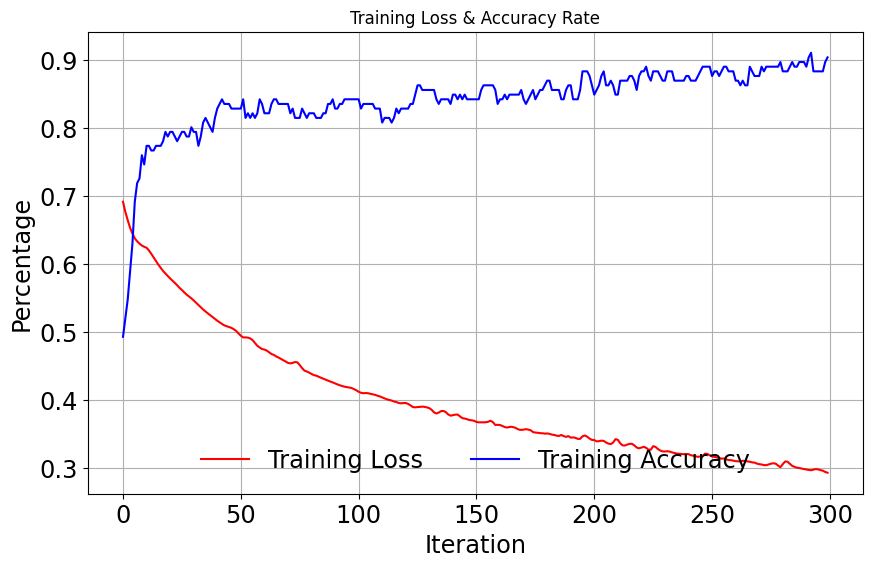 Training Loss & Accuracy Rate
Percentage
0.9
0.8
0.7
0.6
0.5
0.4
0.3
Training Loss
Training Accuracy
0 50 100 150 200 250 300
Iteration